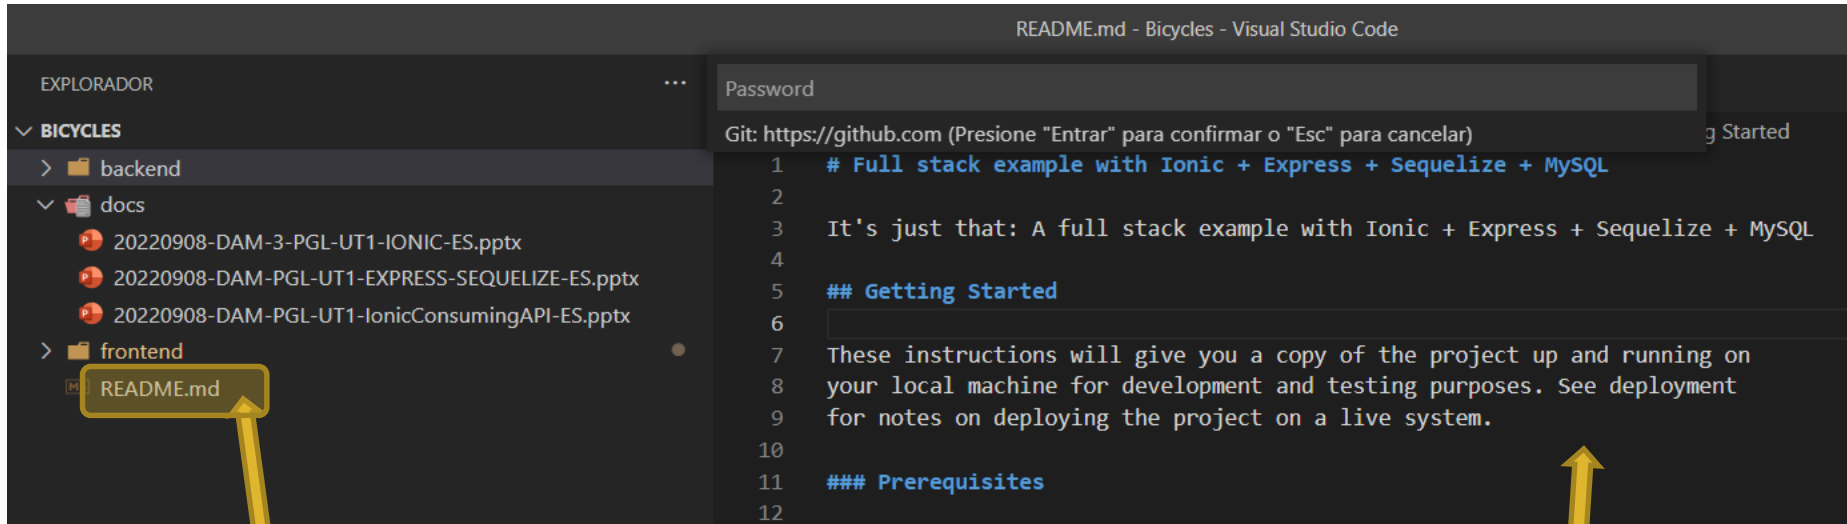 README.md - Bicycles - Visual Studio Code
EXPLORADOR
BICYCLES
backend
docs
20220908-DAM-3-PGL-UT1-IONIC-ES.pptx
20220908-DAM-PGL-UT1-EXPRESS-SEQUELIZE-ES.pptx
20220908-DAM-PGL-UT1-IonicConsumingAPI-ES.pptx
frontend
README.md
Password
Git: https://github.com (Presione "Entrar" para confirmar o "Esc" para cancelar)
g Started
1 # Full stack example with Ionic + Express + Sequelize + MySQL
2
3 It's just that: A full stack example with Ionic + Express + Sequelize + MySQL
4
5 ## Getting Started
6
7 These instructions will give you a copy of the project up and running on
8 your local machine for development and testing purposes. See deployment
9 for notes on deploying the project on a live system.
10
11 ### Prerequisites
12